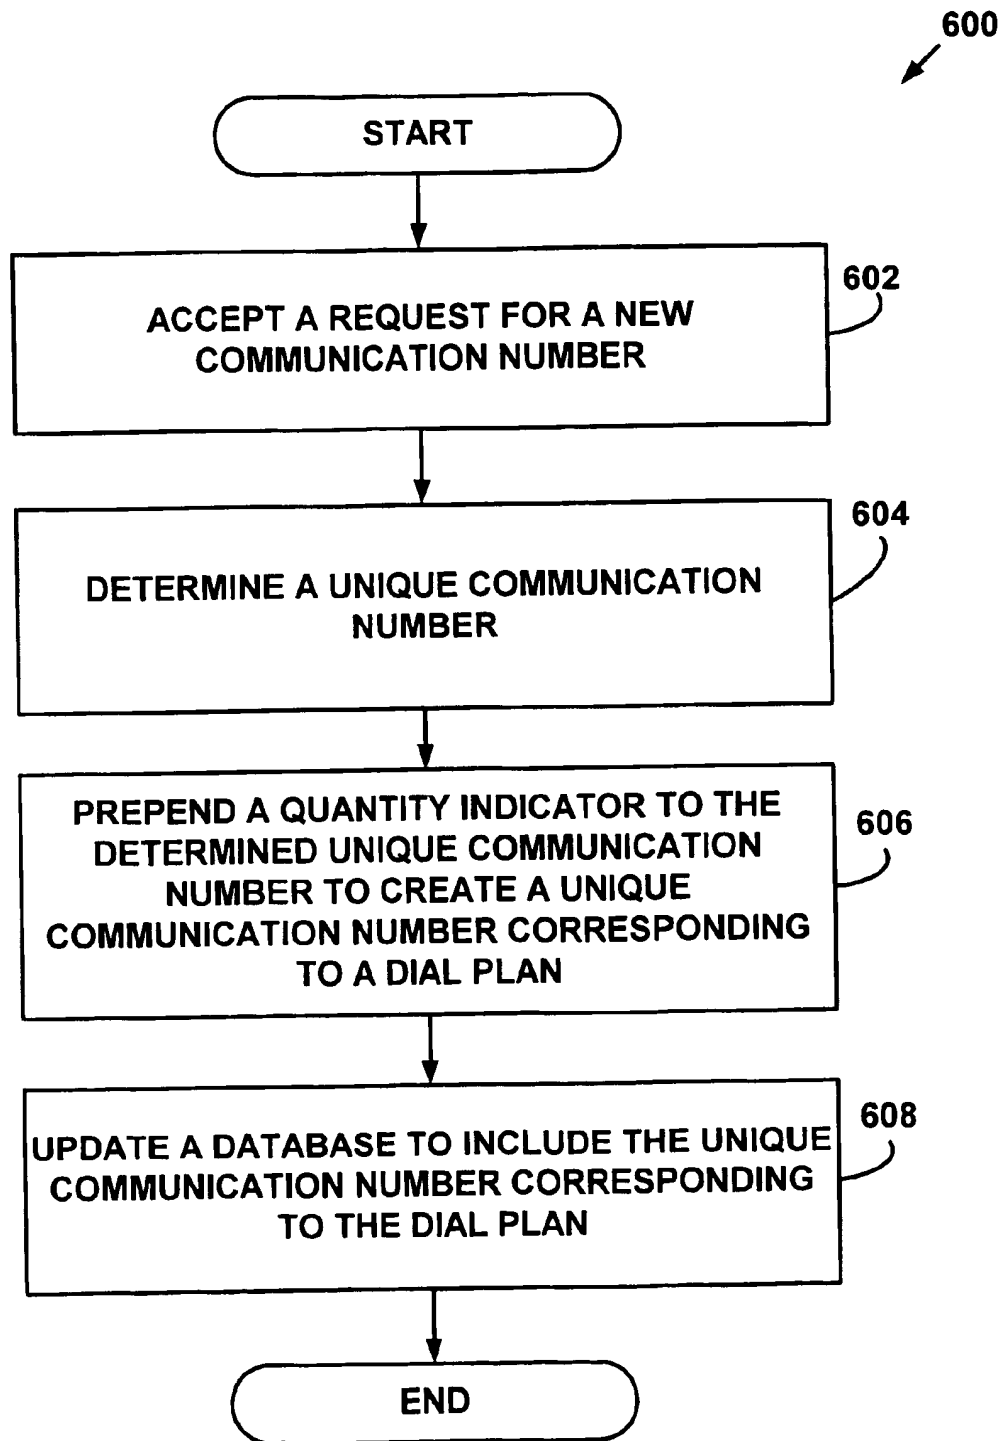 600
START
602
ACCEPT A REQUEST FOR A NEW
COMMUNICATION NUMBER
604
DETERMINE A UNIQUE COMMUNICATION
NUMBER
606
PREPEND A QUANTITY INDICATOR TO THE
DETERMINED UNIQUE COMMUNICATION
NUMBER TO CREATE A UNIQUE
COMMUNICATION NUMBER CORRESPONDING
TO A DIAL PLAN
608
UPDATE A DATABASE TO INCLUDE THE UNIQUE
COMMUNICATION NUMBER CORRESPONDING
TO THE DIAL PLAN
END